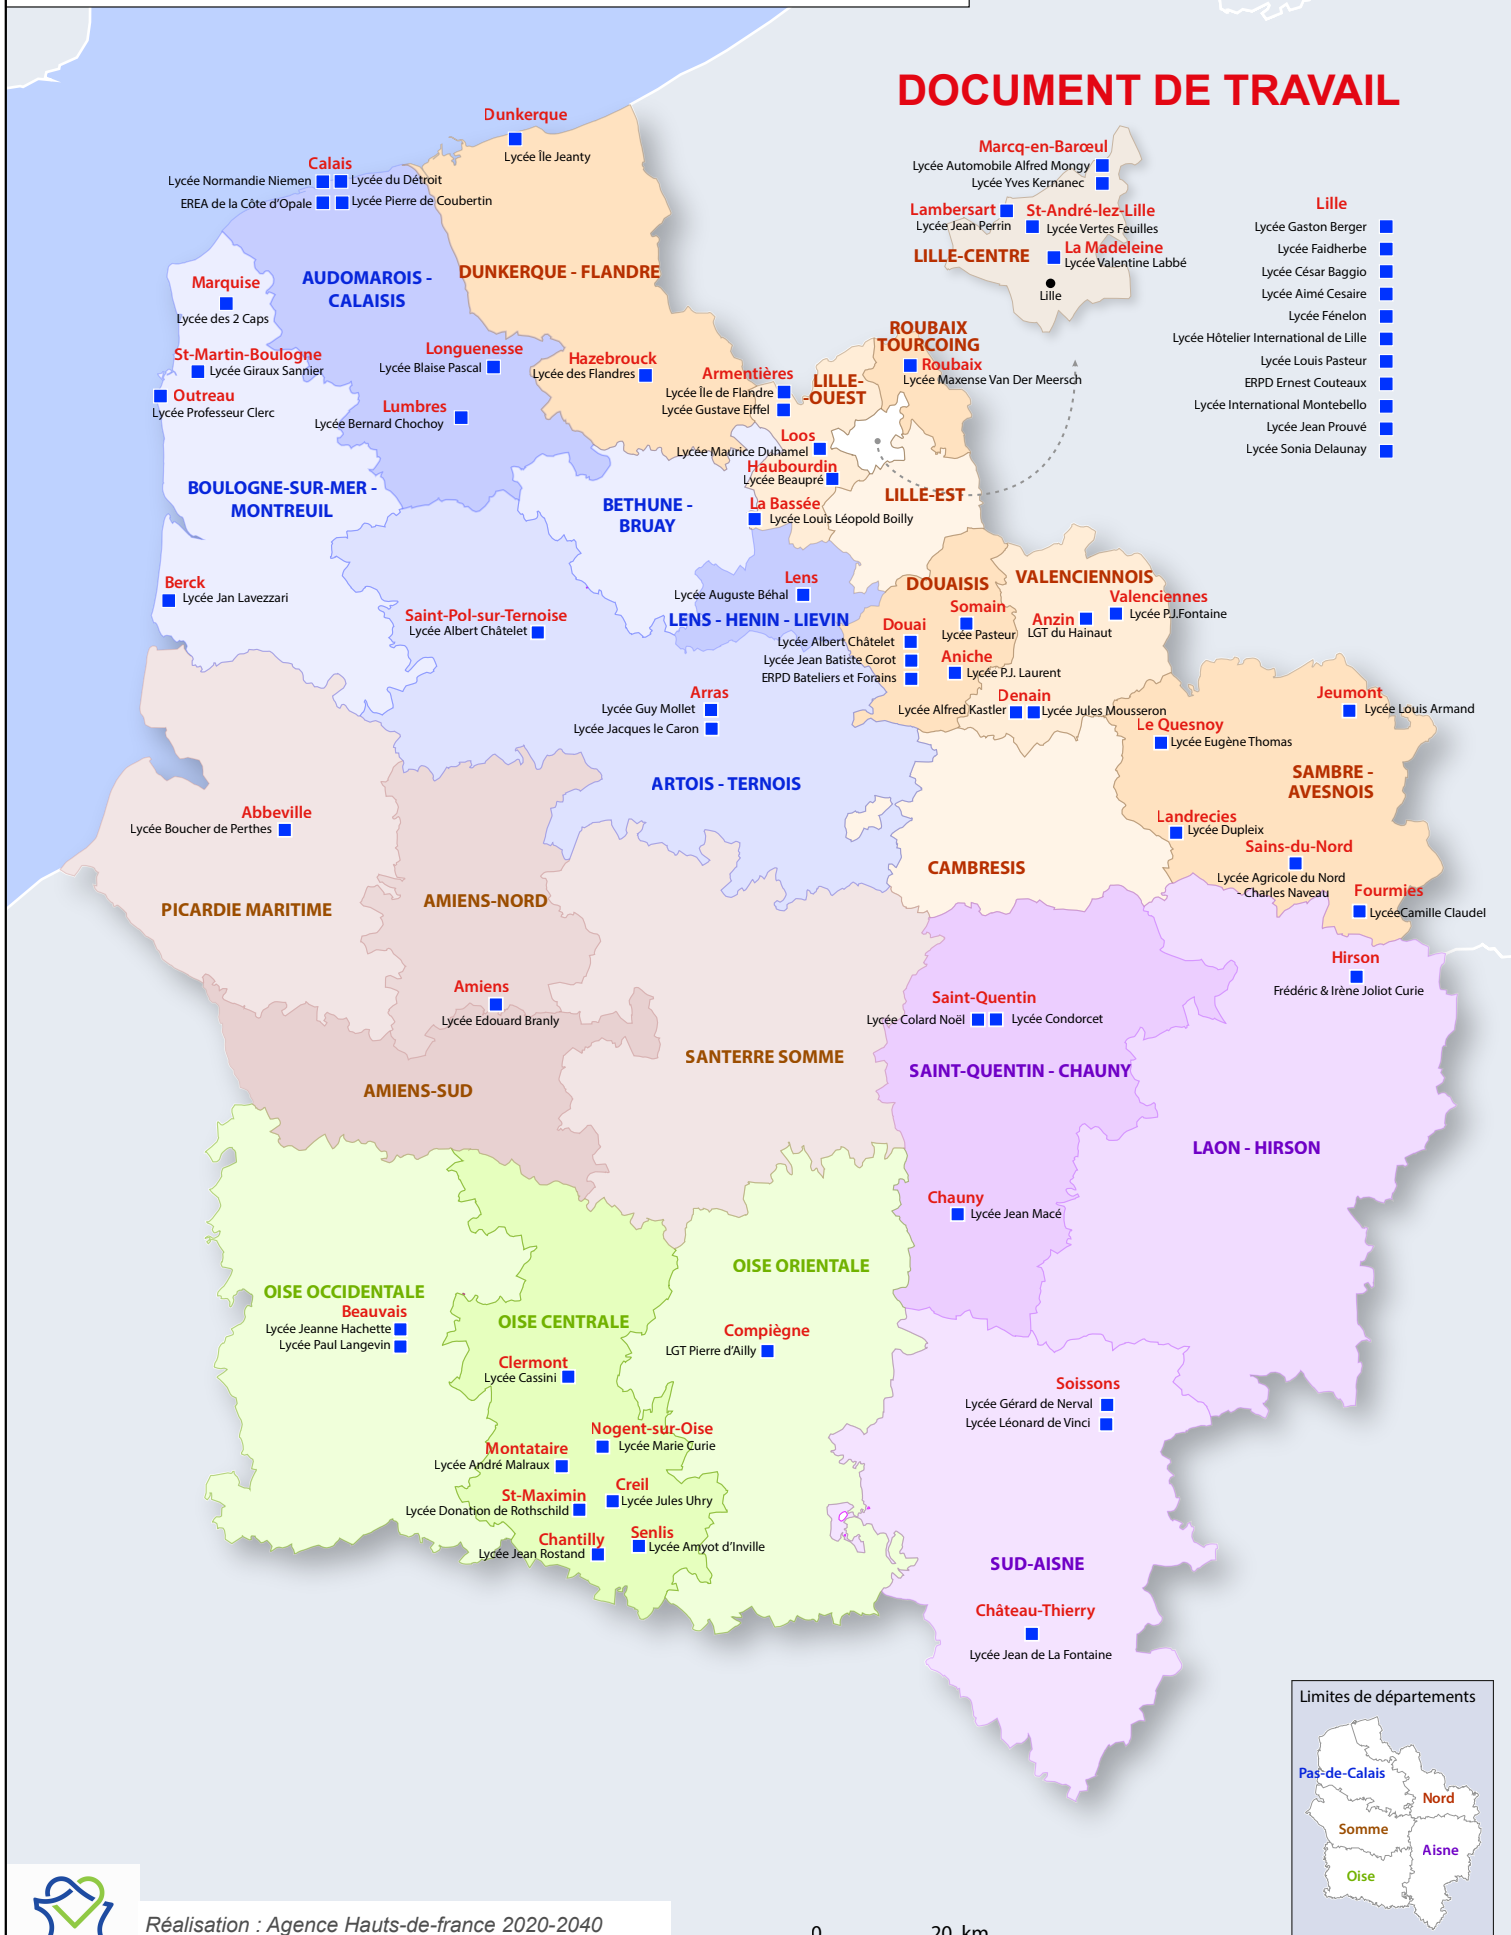 DOCUMENT DE TRAVAIL
Dunkerque
Lycée Île Jeanty
Calais
Lycée Normandie Niemen
Lycée du Détroit
EREA de la Côte d'Opale
Lycée Pierre de Coubertin
Marcq-en-Barœul
Lycée Automobile Alfred Mongy
Lycée Yves Kernanec
Lambersart
Lycée Jean Perrin
St-André-lez-Lille
Lycée Vertes Feuilles
LILLE-CENTRE
La Madeleine
Lycée Valentine Labbé
Lille
Lille
Lycée Gaston Berger
Lycée Faidherbe
Lycée César Baggio
Lycée Aimé Cesaire
Lycée Fénelon
Lycée Hôtelier International de Lille
Lycée Louis Pasteur
ERPD Ernest Couteaux
Lycée International Montebello
Lycée Jean Prouvé
Lycée Sonia Delaunay
AUDOMAROIS -
CALAISIS
DUNKERQUE - FLANDRE
Marquise
Lycée des 2 Caps
St-Martin-Boulogne
Lycée Giraux Sannier
Outreau
Lycée Professeur Clerc
Longuenesse
Lycée Blaise Pascal
Lumbres
Lycée Bernard Chochoy
Hazebrouck
Lycée des Flandres
Armentières
Lycée Île de Flandre
Lycée Gustave Eiffel
LILLE-
-OUEST
ROUBAIX
TOURCOING
Roubaix
Lycée Maxense Van Der Meersch
Loos
Lycée Maurice Duhamel
Haubourdin
Lycée Beaupré
La Bassée
Lycée Louis Léopold Boilly
LILLE-EST
BOULOGNE-SUR-MER -
MONTREUIL
BETHUNE -
BRUAY
Berck
Lycée Jan Lavezzari
Saint-Pol-sur-Ternoise
Lycée Albert Châtelet
Lens
Lycée Auguste Béhal
LENS - HENIN - LIEVIN
DOUAISIS
Somain
Lycée Pasteur
Douai
Lycée Albert Châtelet
Lycée Jean Batiste Corot
ERPD Bateliers et Forains
Aniche
Lycée P.J. Laurent
VALENCIENNOIS
Valenciennes
Lycée P.J.Fontaine
Anzin
LGT du Hainaut
Denain
Lycée Alfred Kastler
Lycée Jules Mousseron
Arras
Lycée Guy Mollet
Lycée Jacques le Caron
ARTOIS - TERNOIS
Jeumont
Lycée Louis Armand
Le Quesnoy
Lycée Eugène Thomas
SAMBRE -
AVESNOIS
Landrecies
Lycée Dupleix
Sains-du-Nord
Lycée Agricole du Nord
- Charles Naveau
Fourmies
LycéeCamille Claudel
CAMBRESIS
Abbeville
Lycée Boucher de Perthes
PICARDIE MARITIME
AMIENS-NORD
Amiens
Lycée Edouard Branly
AMIENS-SUD
SANTERRE SOMME
Hirson
Frédéric & Irène Joliot Curie
Saint-Quentin
Lycée Colard Noël
Lycée Condorcet
SAINT-QUENTIN - CHAUNY
LAON - HIRSON
Chauny
Lycée Jean Macé
OISE OCCIDENTALE
Beauvais
Lycée Jeanne Hachette
Lycée Paul Langevin
OISE CENTRALE
Clermont
Lycée Cassini
OISE ORIENTALE
Compiègne
LGT Pierre d'Ailly
Nogent-sur-Oise
Lycée Marie Curie
Montataire
Lycée André Malraux
Creil
Lycée Jules Uhry
St-Maximin
Lycée Donation de Rothschild
Chantilly
Lycée Jean Rostand
Senlis
Lycée Amyot d'Inville
Soissons
Lycée Gérard de Nerval
Lycée Léonard de Vinci
SUD-AISNE
Château-Thierry
Lycée Jean de La Fontaine
Limites de départements
Pas-de-Calais
Nord
Somme
Aisne
Oise
Réalisation : Agence Hauts-de-france 2020-2040
0 20 km